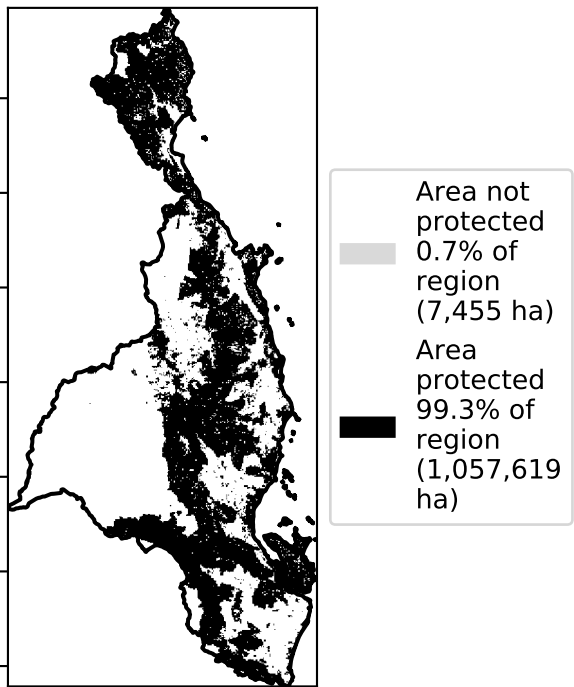 Area not
protected
0.7% of
region
(7,455 ha)
Area
protected
99.3% of
region
(1,057,619
ha)